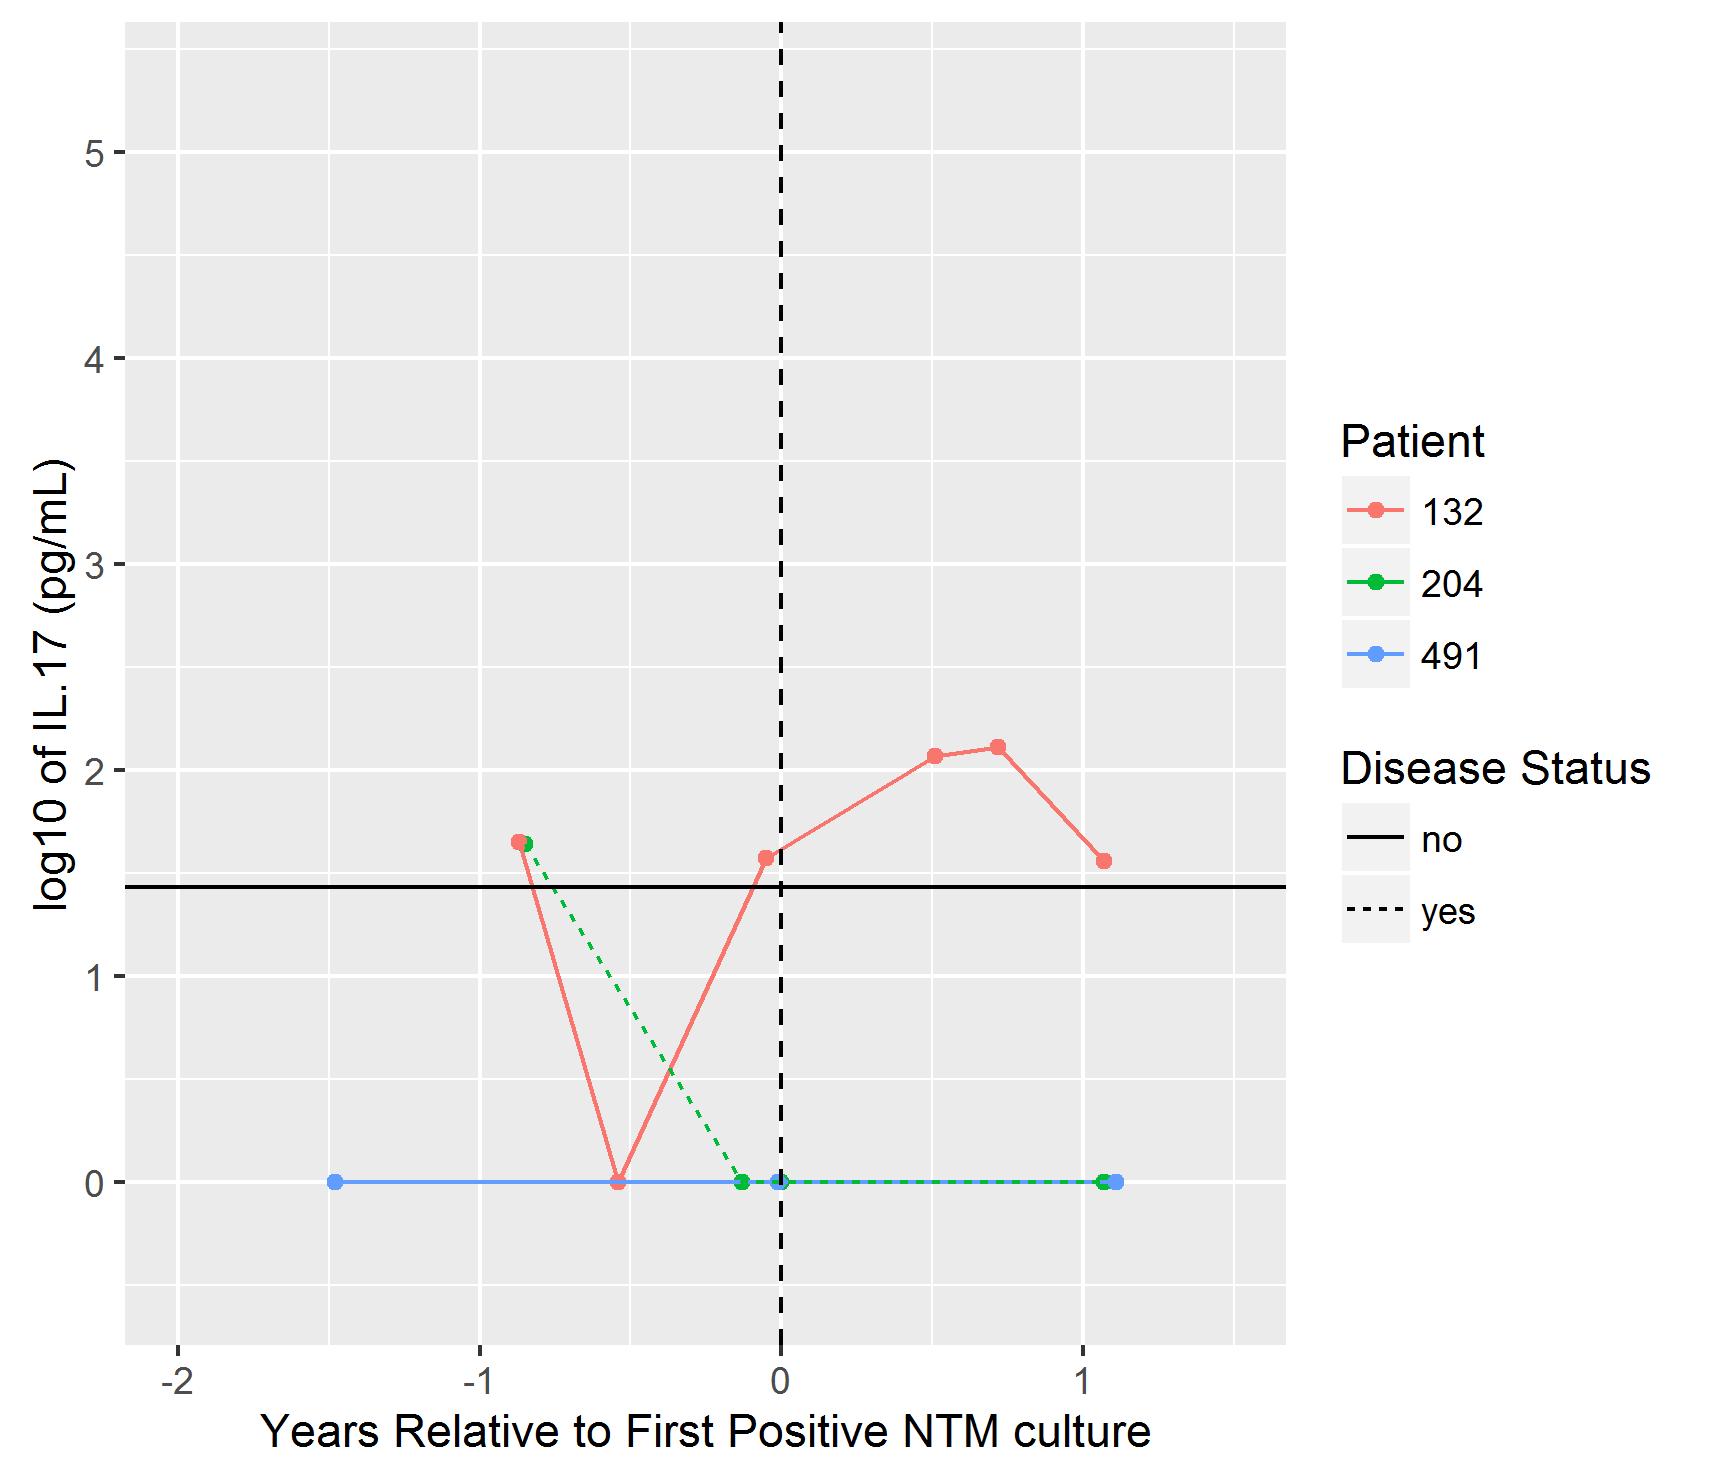 log10 of IL.17 (pg/mL)
5
4
3
2
1
0
-2
-1
0
1
Years Relative to First Positive NTM culture
Patient
132
204
491
Disease Status
no
yes